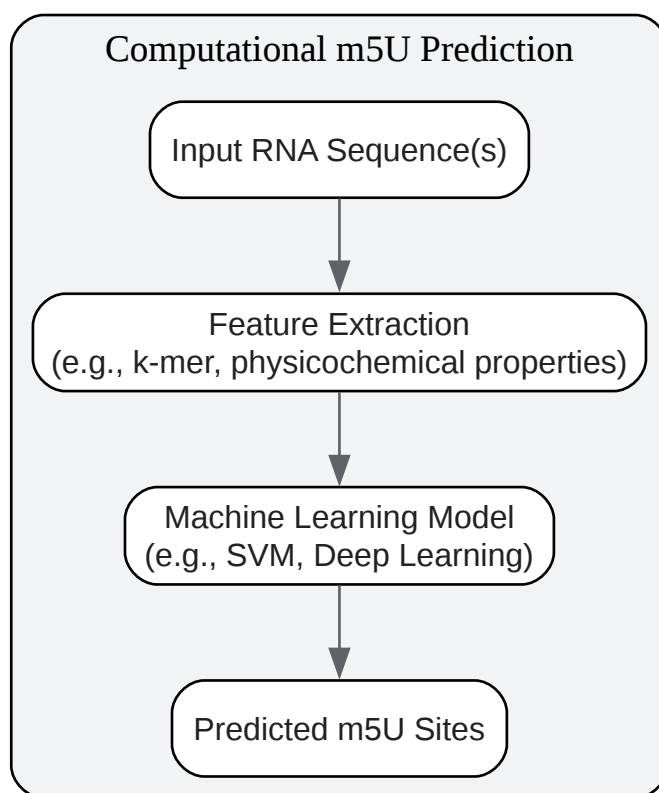 Computational m5U Prediction
Input RNA Sequence(s)
Feature Extraction
(e.g., k-mer, physicochemical properties)
Machine Learning Model
(e.g., SVM, Deep Learning)
Predicted m5U Sites